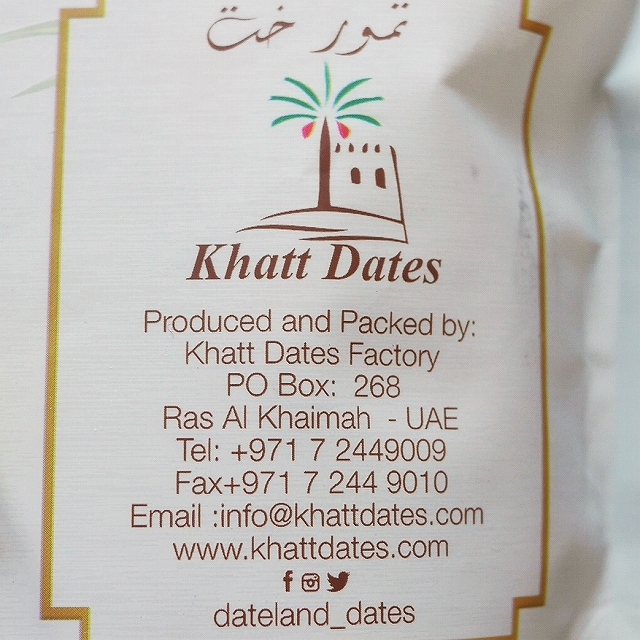 تمور خت
Khatt Dates
Produced and Packed by:
Khatt Dates Factory
PO Box: 268
Ras Al Khaimah - UAE
Tel: +971 7 2449009
Fax+971 7 244 9010
Email :info@khattdates.com
www.khattdates.com
dateland_dates